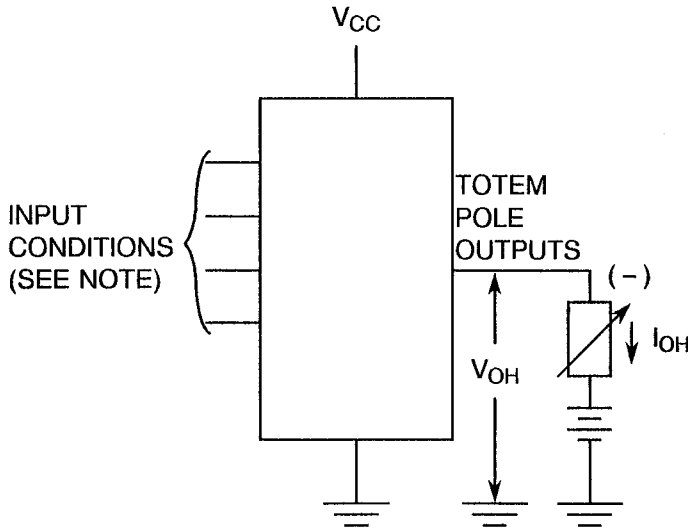 VCC
INPUT
CONDITIONS
(SEE NOTE)
TOTEM
POLE
OUTPUTS
(−)
IOH
VOH